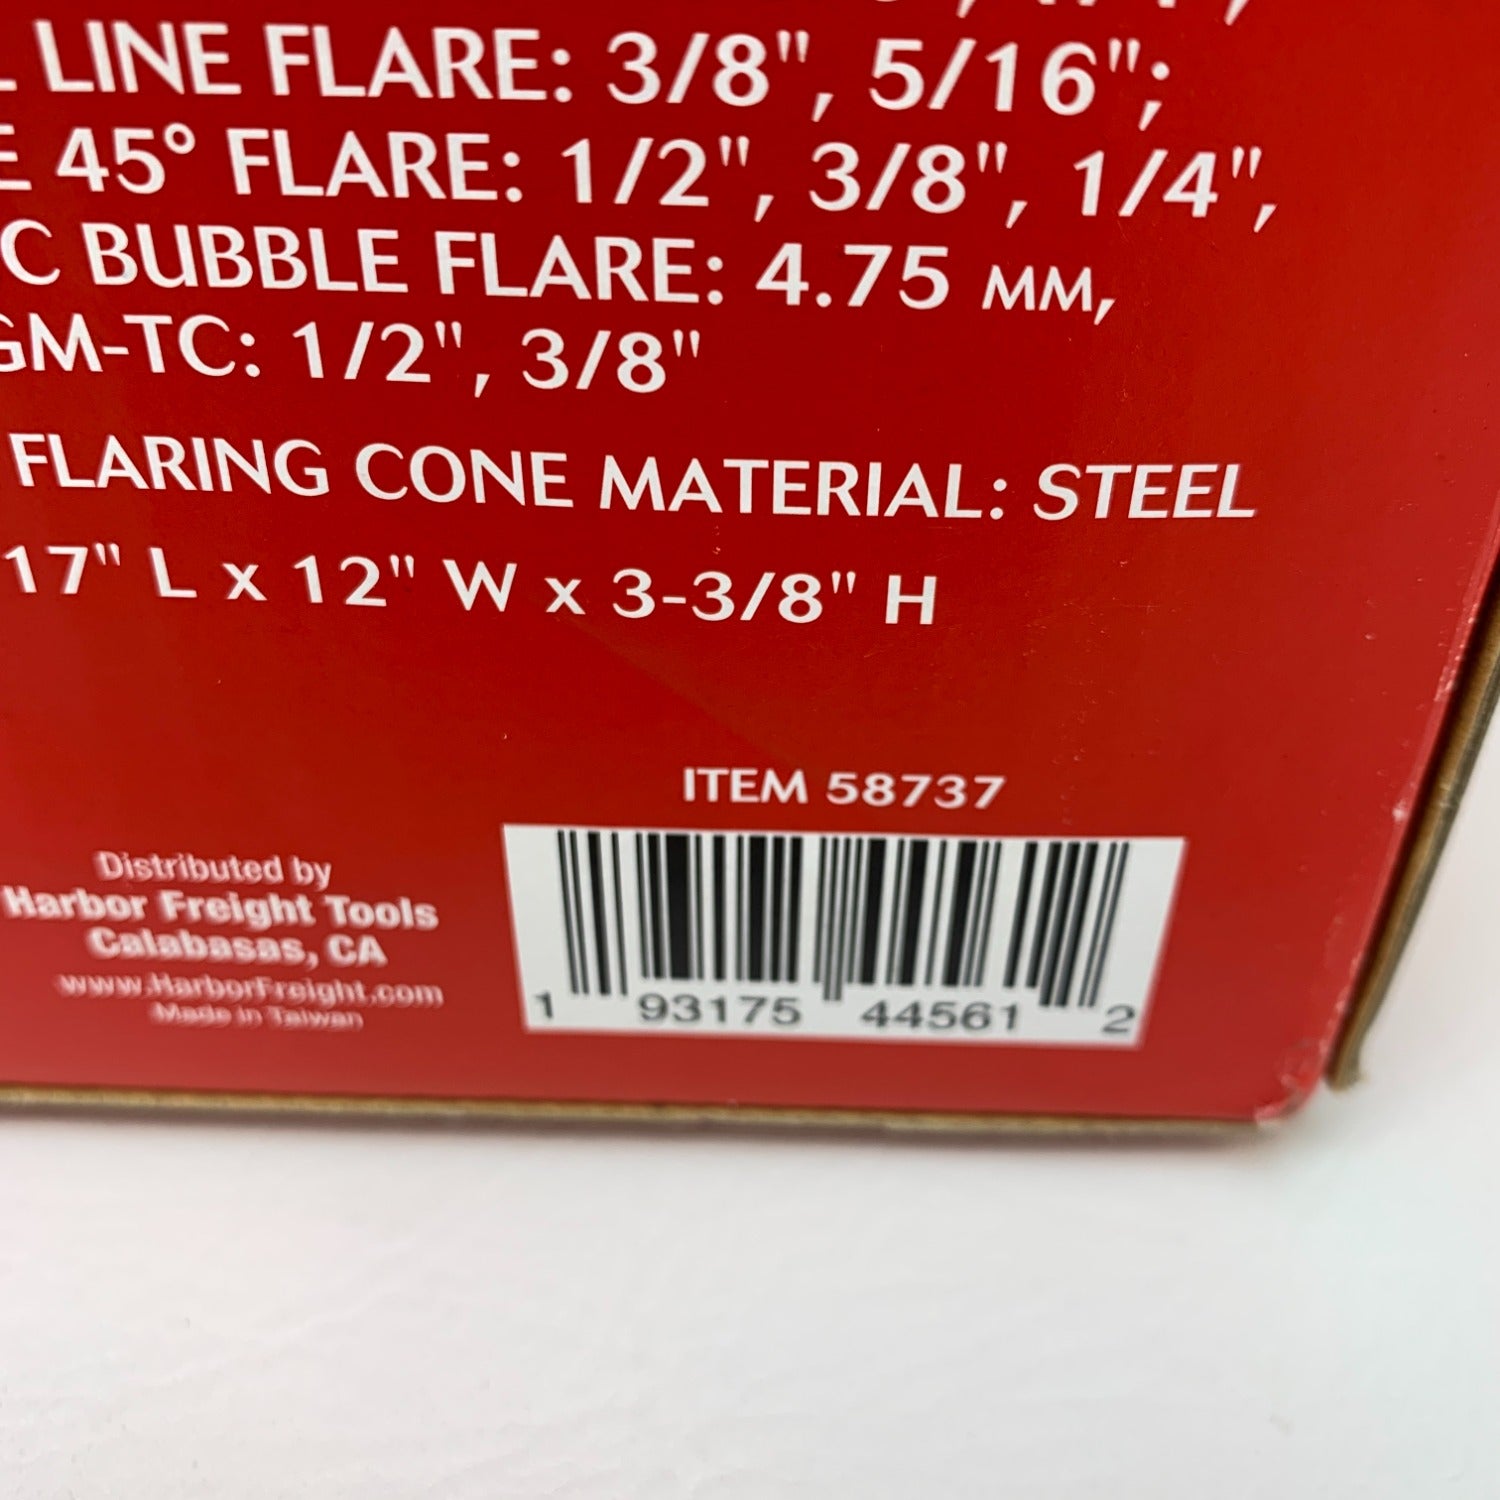 LINE FLARE: 3/8", 5/16";
E 45° FLARE: 1/2", 3/8", 1/4",
C BUBBLE FLARE: 4.75 MM,
GM-TC: 1/2", 3/8"
FLARING CONE MATERIAL: STEEL
17" L x 12" W x 3-3/8" H
ITEM 58737
Distributed by
Harbor Freight Tools
Calabasas, CA
www.HarborFreight.com
Made in Taiwan
1 93175 44561 2